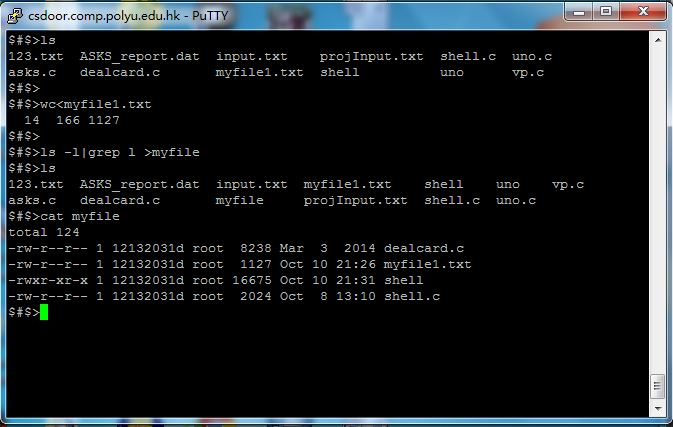 csdoor.comp.polyu.edu.hk - PuTTY
$#$>ls
123.txt  ASKS_report.dat  input.txt    projInput.txt  shell.c  uno.c
asks.c  dealcard.c       myfile1.txt  shell          uno      vp.c
$#$>
$#$>wc<myfile1.txt
  14  166 1127
$#$>
$#$>ls -l|grep l >myfile
$#$>ls
123.txt  ASKS_report.dat  input.txt  myfile1.txt    shell    uno    vp.c
asks.c  dealcard.c       myfile     projInput.txt  shell.c  uno.c
$#$>cat myfile
total 124
-rw-r--r-- 1 12132031d root  8238 Mar  3  2014 dealcard.c
-rw-r--r-- 1 12132031d root  1127 Oct 10 21:26 myfile1.txt
-rwxr-xr-x 1 12132031d root 16675 Oct 10 21:31 shell
-rw-r--r-- 1 12132031d root  2024 Oct  8 13:10 shell.c
$#$>